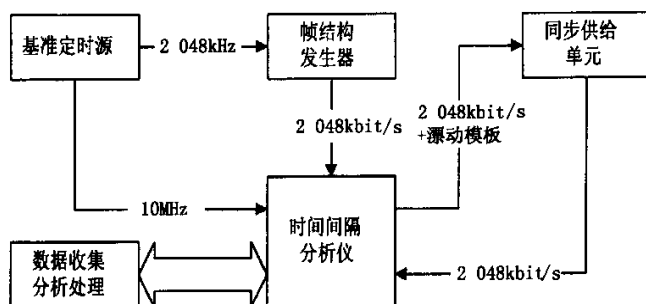 基准定时源
2 048kHz
帧结构
发生器
同步供给
单元
2 048kbit/s
2 048kbit/s
+漂动模板
10MHz
时间间隔
分析仪
数据收集
分析处理
2 048kbit/s